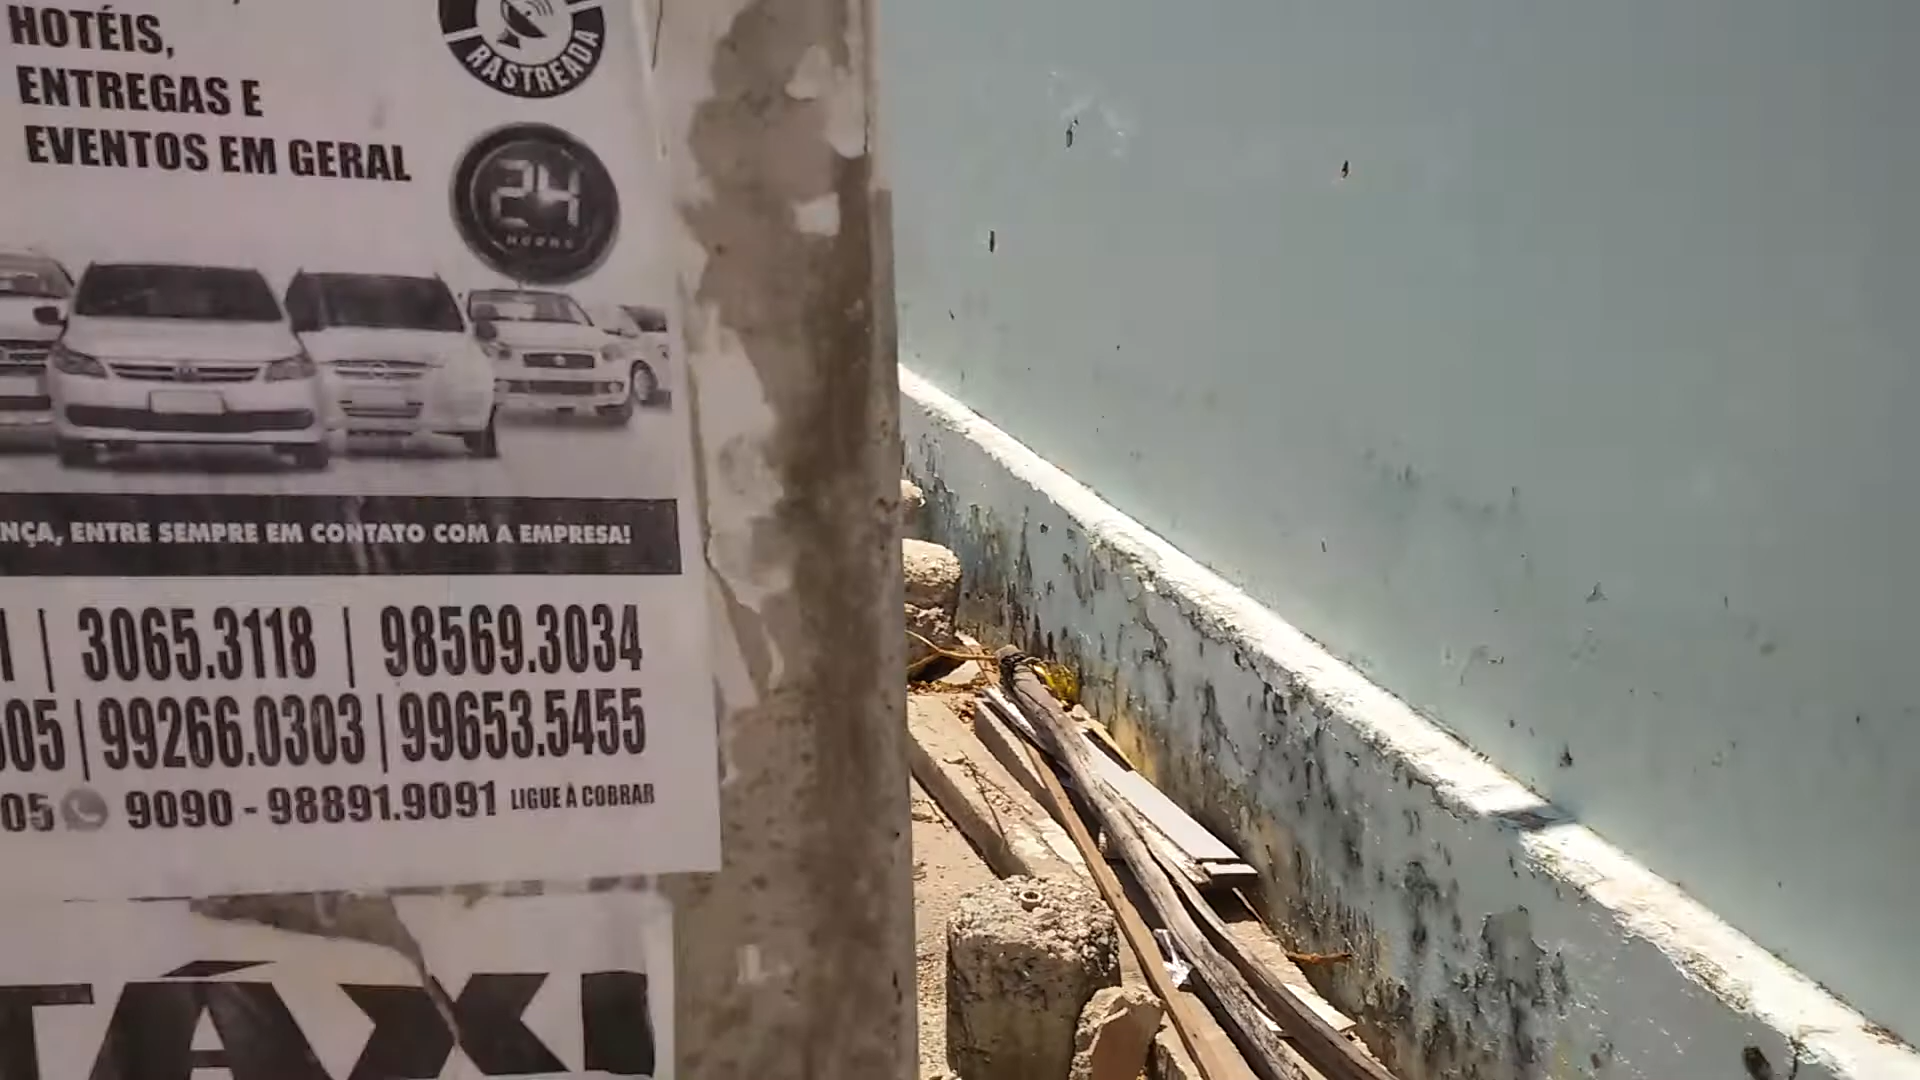 HOTÉIS,
ENTREGAS E
EVENTOS EM GERAL
RASTREADA
24
HORAS
ENTRE SEMPRE EM CONTATO COM A EMPRESA!
| 3065.3118 | 98569.3034
05 | 99266.0303 | 99653.5455
05 9090 - 98891.9091 LIGUE À COBRAR
TÁXI